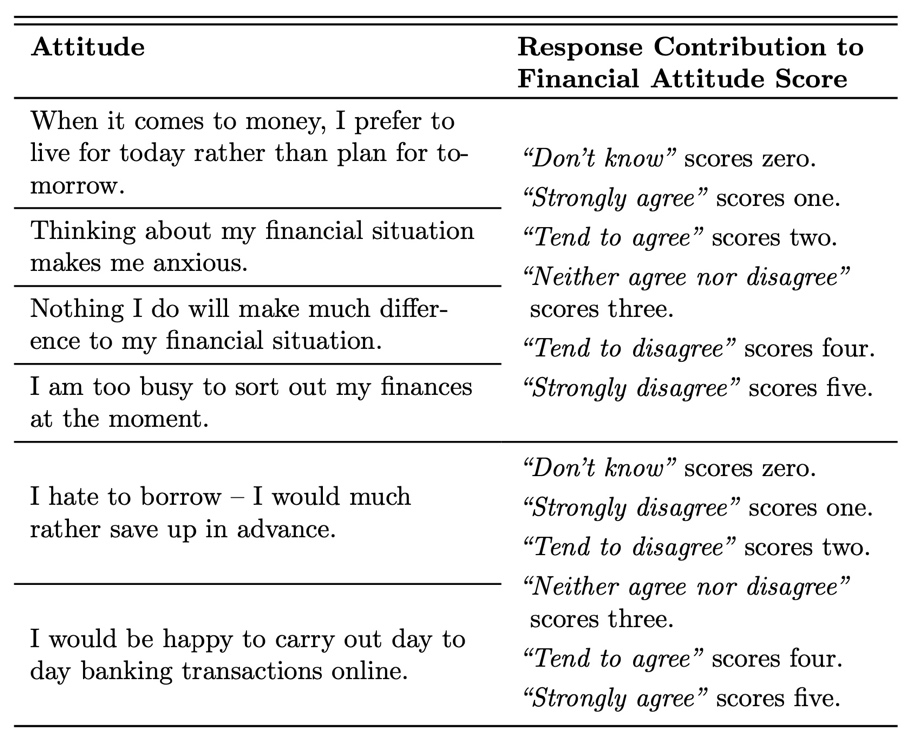 Attitude
Response Contribution to
Financial Attitude Score
When it comes to money, I prefer to
live for today rather than plan for to-
morrow.
Thinking about my financial situation
makes me anxious.
Nothing I do will make much differ-
ence to my financial situation.
I am too busy to sort out my finances
at the moment.
“Don’t know” scores zero.
“Strongly agree” scores one.
“Tend to agree” scores two.
“Neither agree nor disagree”
scores three.
“Tend to disagree” scores four.
“Strongly disagree” scores five.
I hate to borrow – I would much
rather save up in advance.
I would be happy to carry out day to
day banking transactions online.
“Don’t know” scores zero.
“Strongly disagree” scores one.
“Tend to disagree” scores two.
“Neither agree nor disagree”
scores three.
“Tend to agree” scores four.
“Strongly agree” scores five.